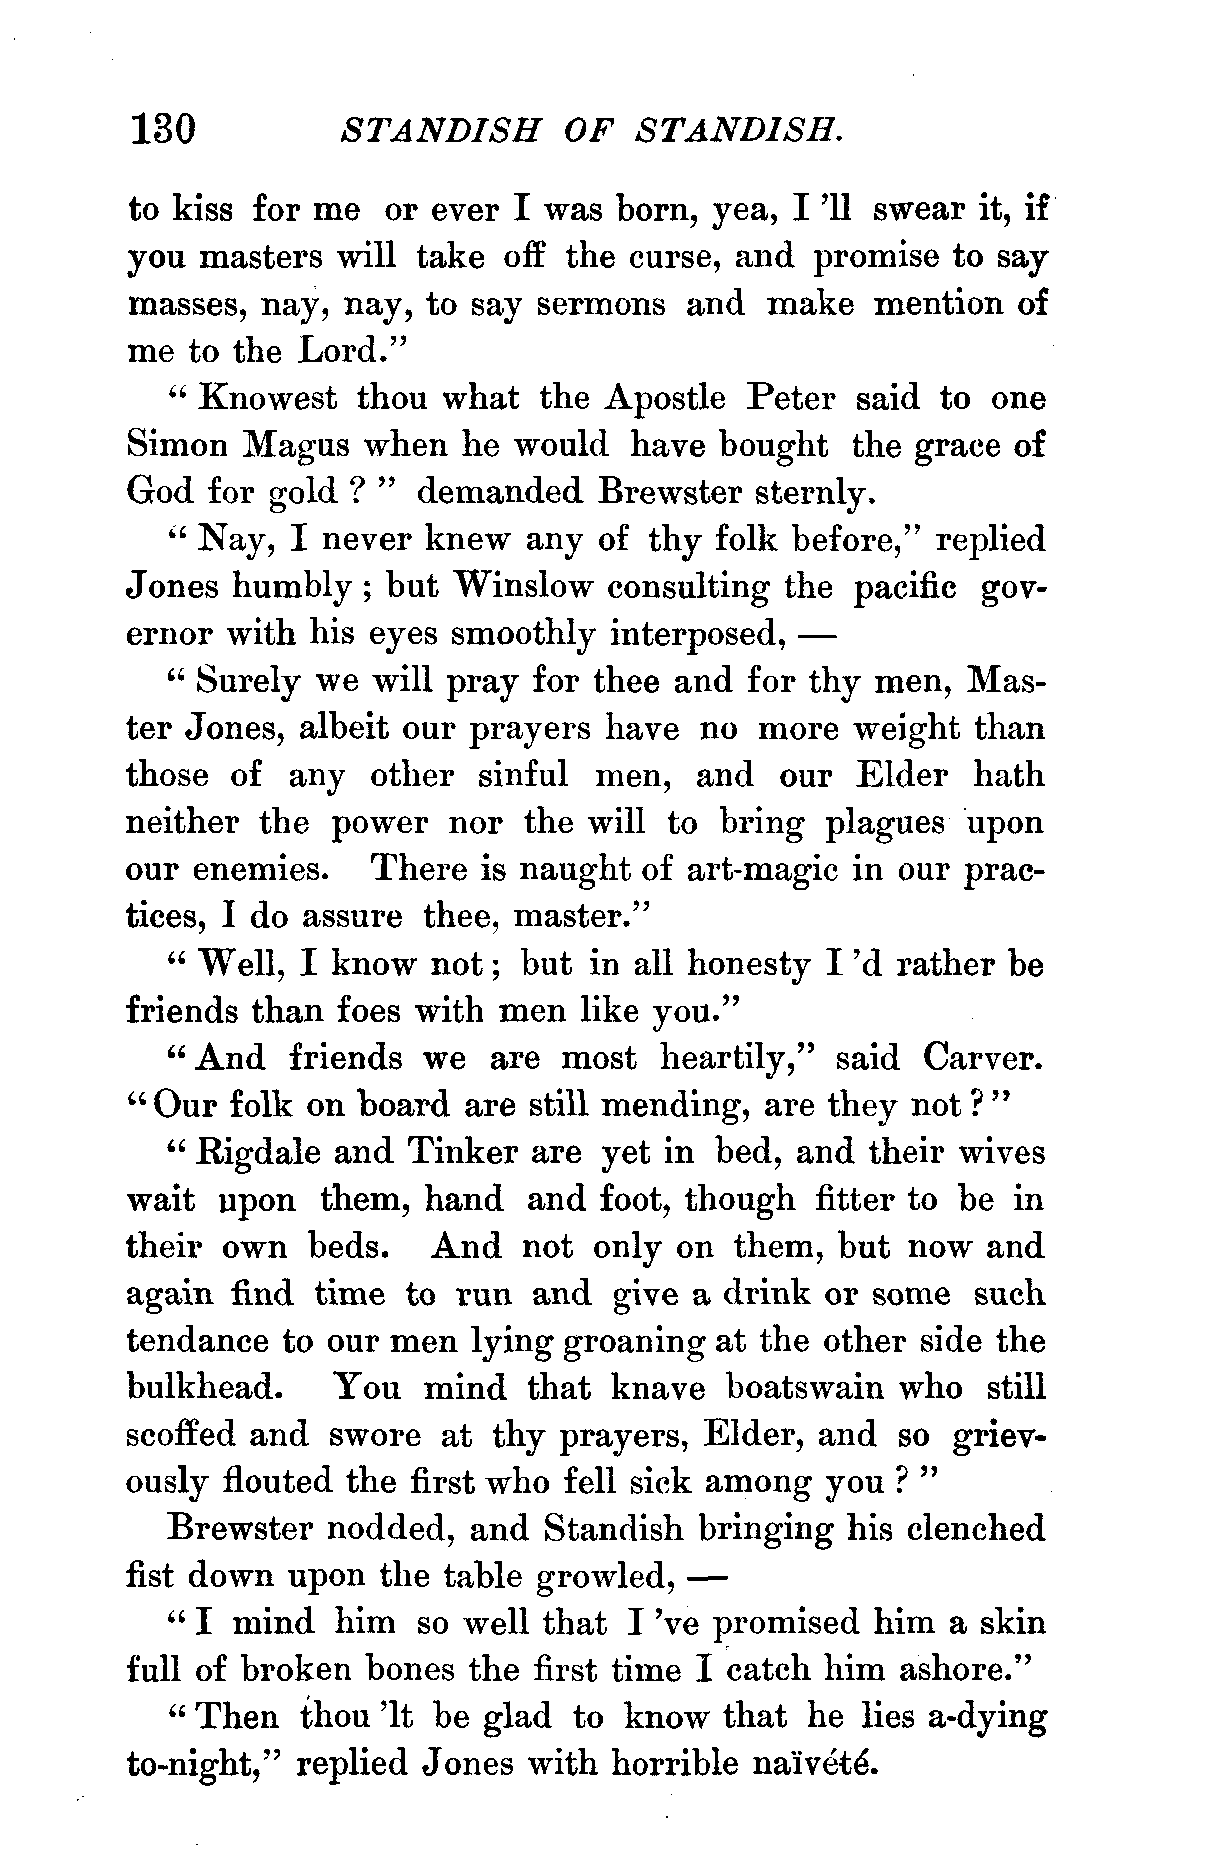 130 STANDISH OF STANDISH.
to kiss for me or ever I was born, yea, I 'll swear it, if
you masters will take off the curse, and promise to say
masses, nay, nay, to say sermons and make mention of
me to the Lord."
" Knowest thou what the Apostle Peter said to one
Simon Magus when he would have bought the grace of
God for gold ? " demanded Brewster sternly.
" Nay, I never knew any of thy folk before," replied
Jones humbly ; but Winslow consulting the pacific gov-
ernor with his eyes smoothly interposed, —
" Surely we will pray for thee and for thy men, Mas-
ter Jones, albeit our prayers have no more weight than
those of any other sinful men, and our Elder hath
neither the power nor the will to bring plagues upon
our enemies. There is naught of art-magic in our prac-
tices, I do assure thee, master."
" Well, I know not ; but in all honesty I 'd rather be
friends than foes with men like you."
" And friends we are most heartily," said Carver.
" Our folk on board are still mending, are they not ? "
" Rigdale and Tinker are yet in bed, and their wives
wait upon them, hand and foot, though fitter to be in
their own beds. And not only on them, but now and
again find time to run and give a drink or some such
tendance to our men lying groaning at the other side the
bulkhead. You mind that knave boatswain who still
scoffed and swore at thy prayers, Elder, and so griev-
ously flouted the first who fell sick among you ? "
Brewster nodded, and Standish bringing his clenched
fist down upon the table growled, —
" I mind him so well that I 've promised him a skin
full of broken bones the first time I catch him ashore."
" Then thou 'lt be glad to know that he lies a-dying
to-night," replied Jones with horrible naïvété.